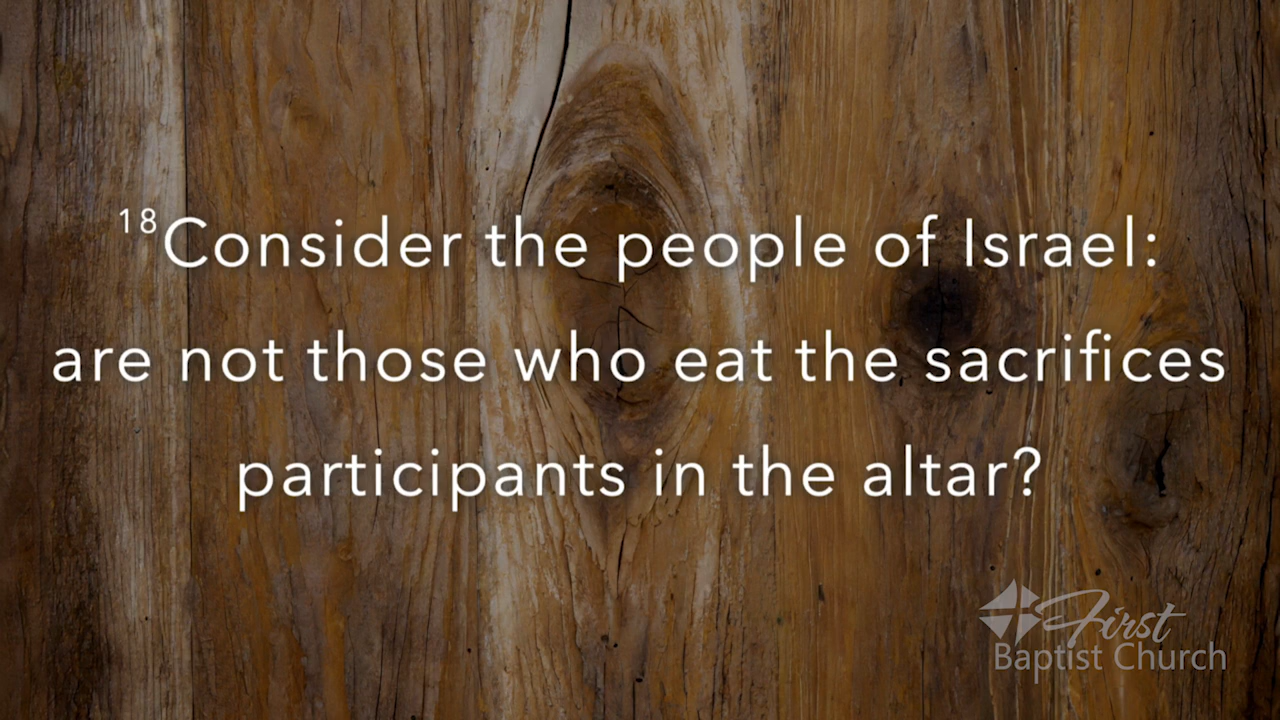 18Consider the people of Israel:
are not those who eat the sacrifices
participants in the altar?
First
Baptist Church